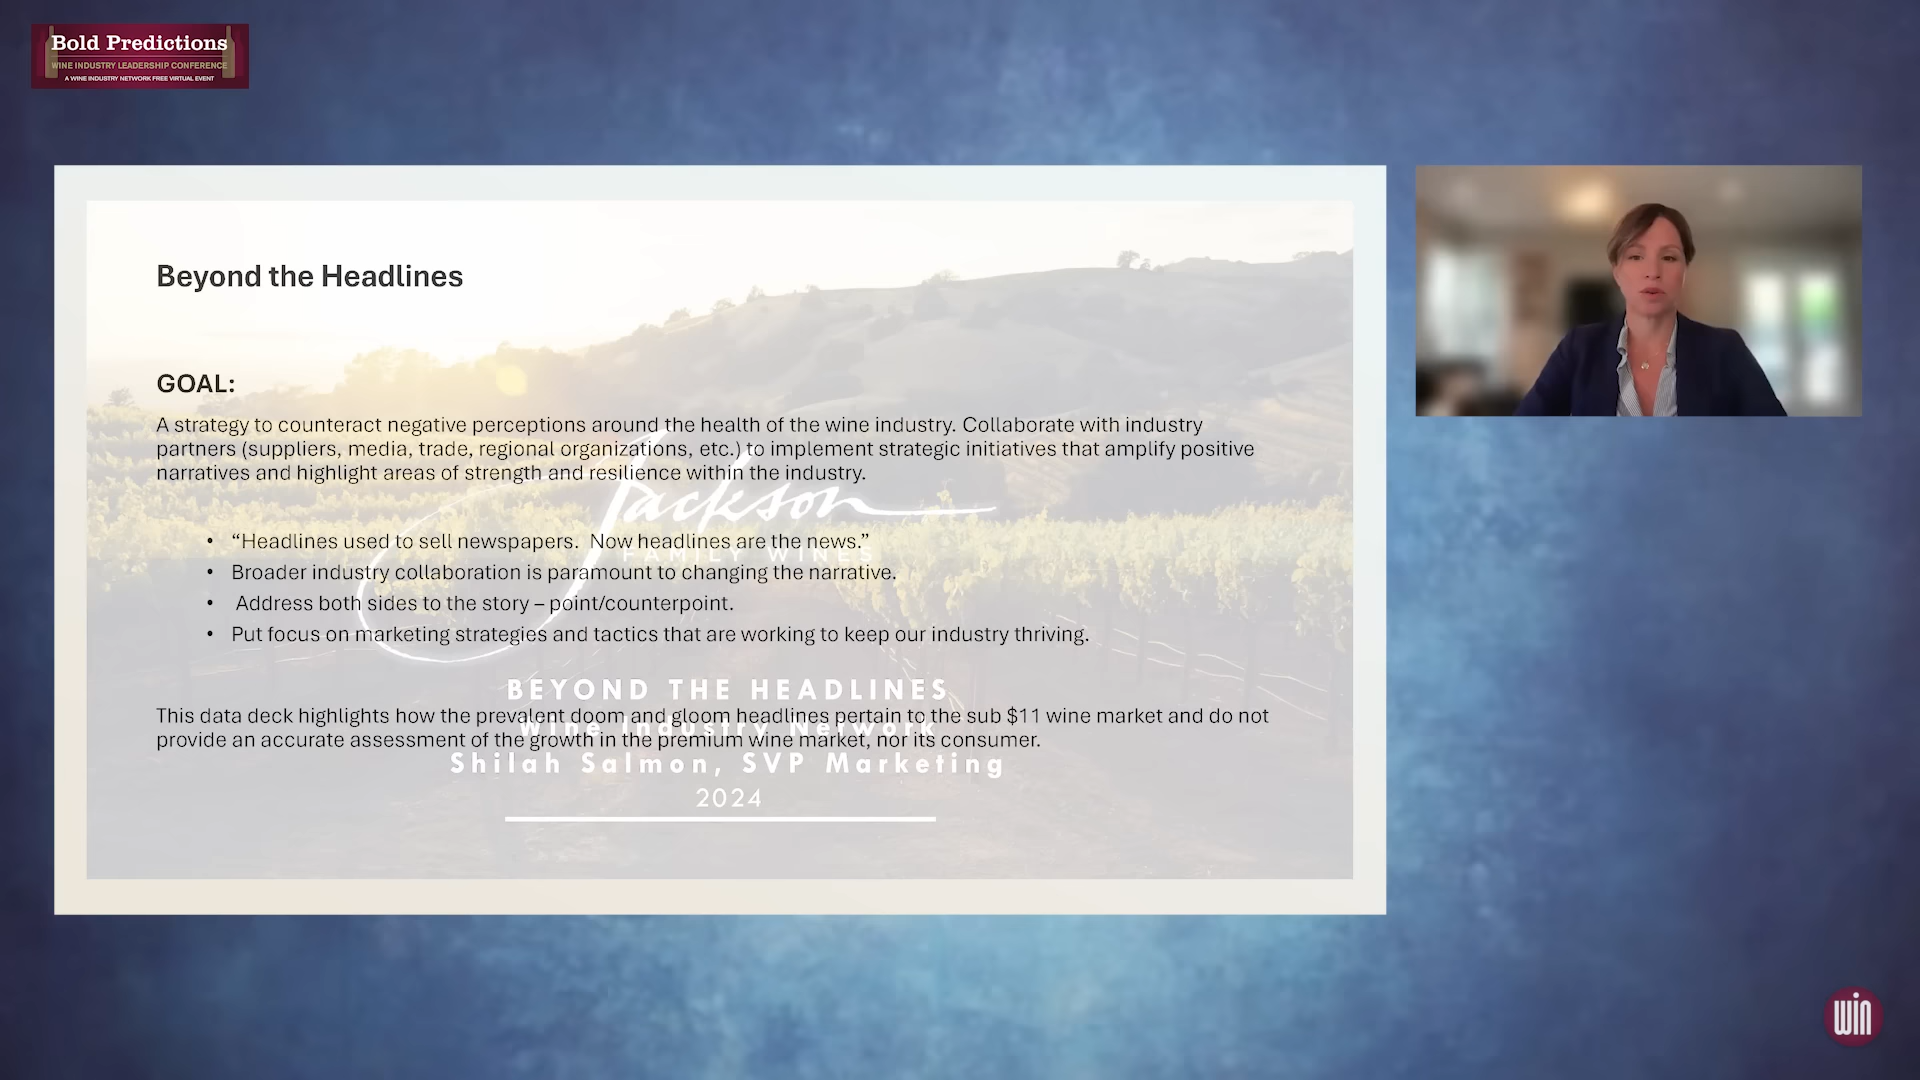 Bold Predictions
WINE INDUSTRY LEADERSHIP CONFERENCE
A WINE INDUSTRY NETWORK FREE VIRTUAL EVENT
Beyond the Headlines
GOAL:
A strategy to counteract negative perceptions around the health of the wine industry. Collaborate with industry
partners (suppliers, media, trade, regional organizations, etc.) to implement strategic initiatives that amplify positive
narratives and highlight areas of strength and resilience within the industry.
Jackson
FAMILY WINES
• “Headlines used to sell newspapers.  Now headlines are the news.”
• Broader industry collaboration is paramount to changing the narrative.
• Address both sides to the story – point/counterpoint.
• Put focus on marketing strategies and tactics that are working to keep our industry thriving.
BEYOND THE HEADLINES
This data deck highlights how the prevalent doom and gloom headlines pertain to the sub $11 wine market and do not
Wine Industry Network
provide an accurate assessment of the growth in the premium wine market, nor its consumer.
Shilah Salmon, SVP Marketing
2024
win